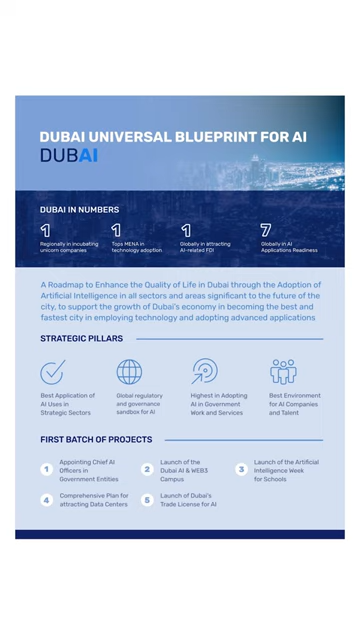 DUBAI UNIVERSAL BLUEPRINT FOR AI
DUBAI
DUBAI IN NUMBERS
1
1
1
7
Regionally in incubating
unicorn companies
Tops MENA in
technology adoption
Globally in attracting
AI-related FDI
Globally in AI
Applications Readiness
A Roadmap to Enhance the Quality of Life in Dubai through the Adoption of
Artificial Intelligence in all sectors and areas significant to the future of the
city, to support the growth of Dubai's economy in becoming the best and
fastest city in employing technology and adopting advanced applications
STRATEGIC PILLARS
Best Application of
AI Uses in
Strategic Sectors
Global regulatory
and governance
sandbox for AI
Highest in Adopting
AI in Government
Work and Services
Best Environment
for AI Companies
and Talent
FIRST BATCH OF PROJECTS
1
Appointing Chief AI
Officers in
Government Entities
2
Launch of the
Dubai AI & WEB3
Campus
3
Launch of the Artificial
Intelligence Week
for Schools
4
Comprehensive Plan for
attracting Data Centers
5
Launch of Dubai's
Trade License for AI